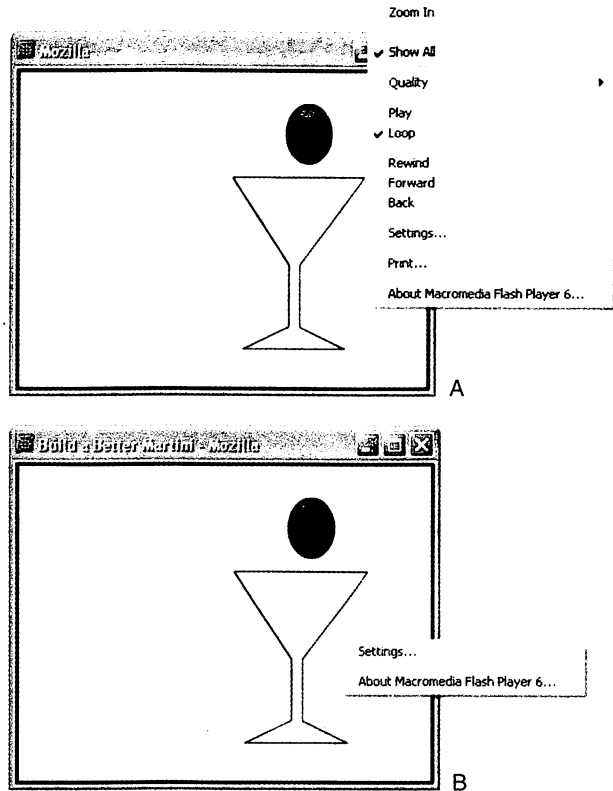 Zoom In
Mozilla
Show All
Quality
Play
Loop
Rewind
Forward
Back
Settings...
Print...
About Macromedia Flash Player 6...
A
Build a Better Martini - Mozilla
Settings...
About Macromedia Flash Player 6...
B